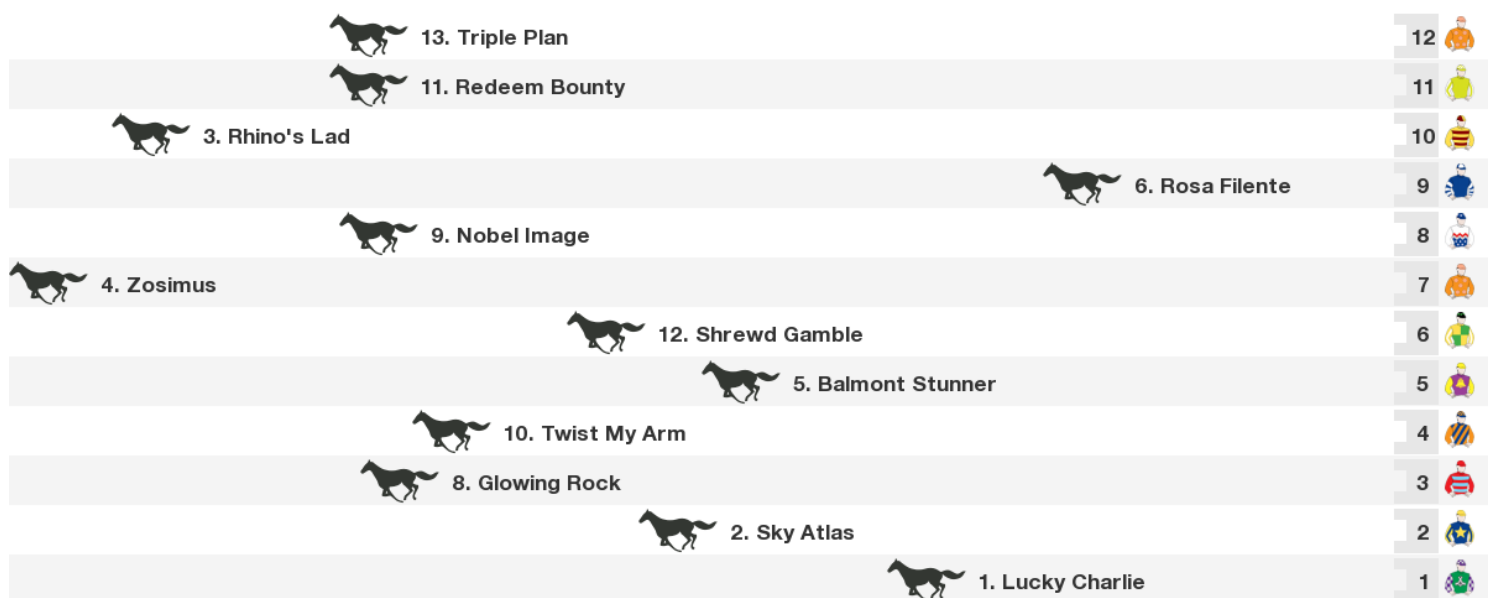 13. Triple Plan 12
11. Redeem Bounty 11
3. Rhino's Lad 10
6. Rosa Filente 9
9. Nobel Image 8
4. Zosimus 7
12. Shrewd Gamble 6
5. Balmont Stunner 5
10. Twist My Arm 4
8. Glowing Rock 3
2. Sky Atlas 2
1. Lucky Charlie 1